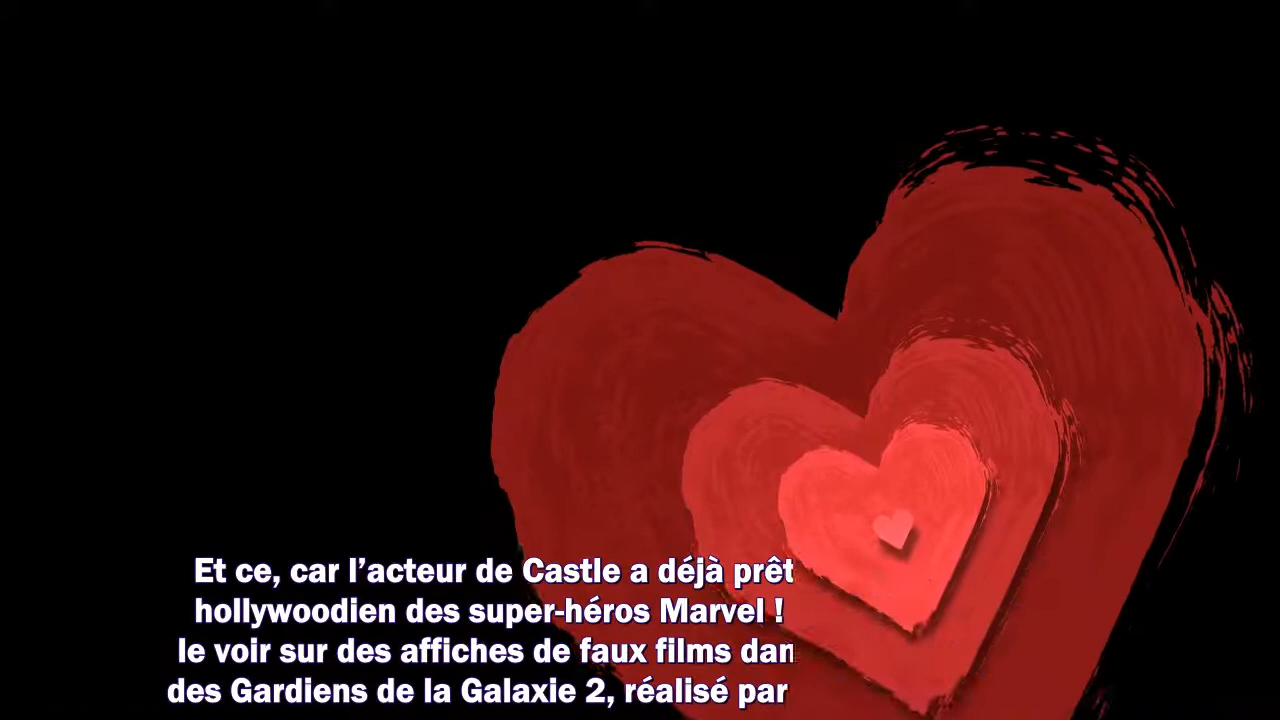 Et ce, car l’acteur de Castle a déjà prêt
hollywoodien des super-héros Marvel !
le voir sur des affiches de faux films dan
des Gardiens de la Galaxie 2, réalisé par